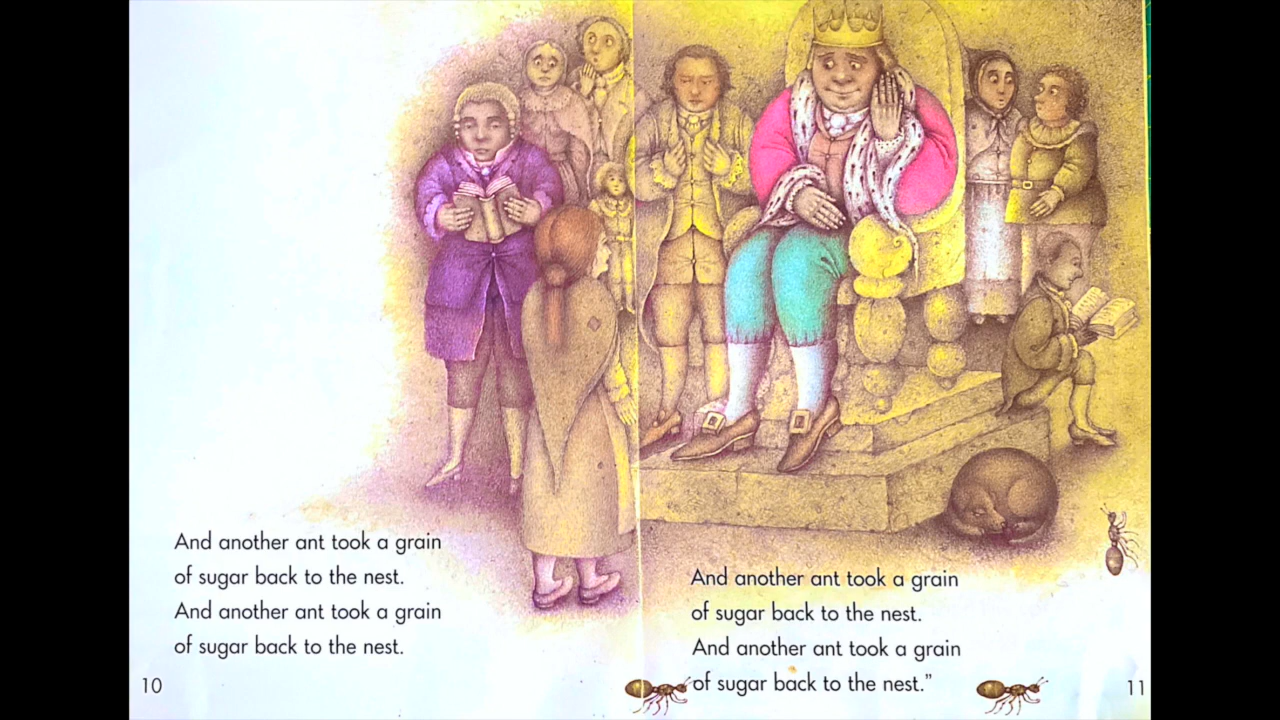 And another ant took a grain
of sugar back to the nest.
And another ant took a grain
of sugar back to the nest.
10
And another ant took a grain
of sugar back to the nest.
And another ant took a grain
of sugar back to the nest.”
11